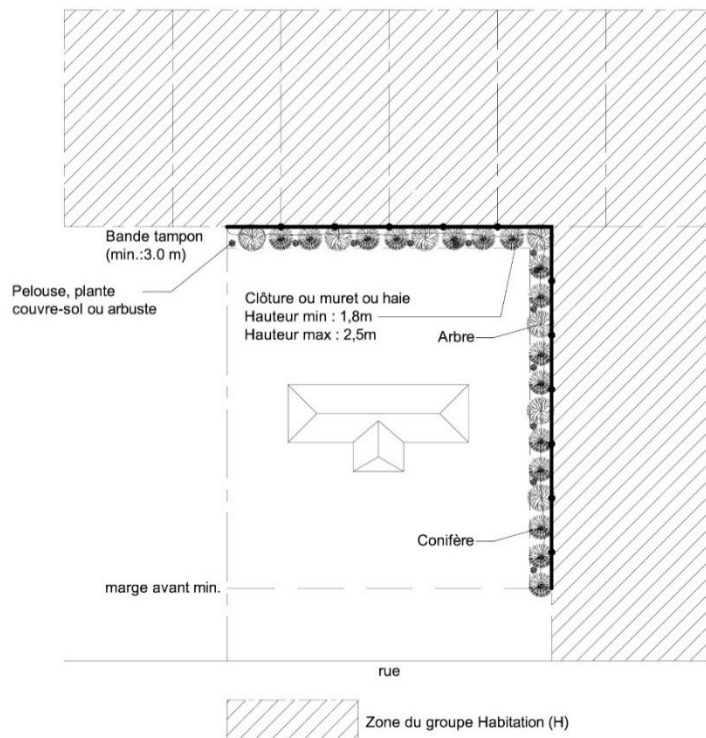 Bande tampon
(min.:3.0 m)
Pelouse, plante
couvre-sol ou arbuste
Clôture ou muret ou haie
Hauteur min : 1,8m
Hauteur max : 2,5m
Arbre
Conifère
marge avant min.
rue
Zone du groupe Habitation (H)